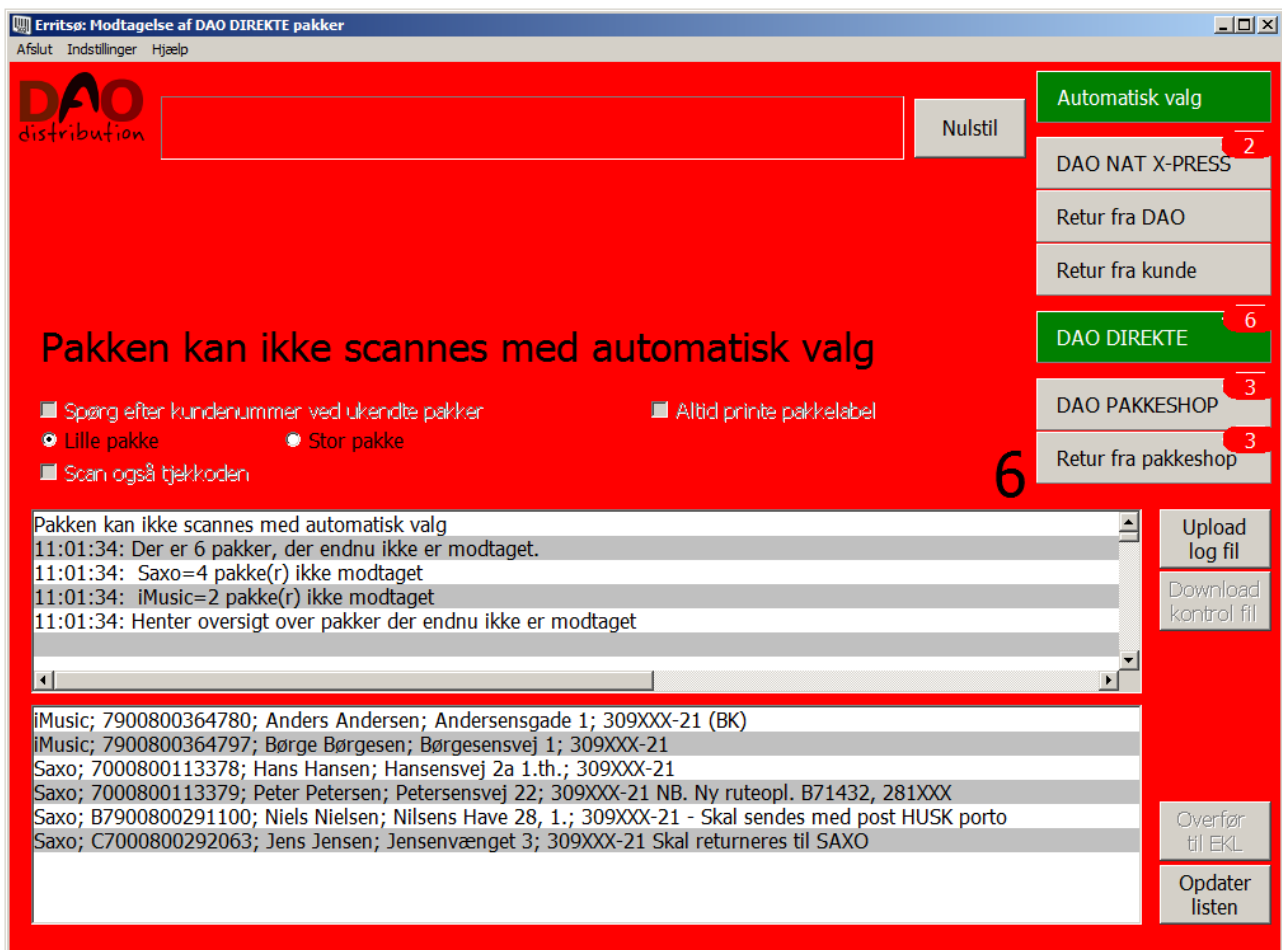 Erritsø: Modtagelse af DAO DIREKTE pakker
Afslut Indstillinger Hjælp
DAO
distribution
Nulstil
Automatisk valg
2
DAO NAT X-PRESS
Retur fra DAO
Retur fra kunde
6
DAO DIREKTE
3
DAO PAKKESHOP
3
Retur fra pakkeshop
Pakken kan ikke scannes med automatisk valg
Spørg efter kundenummer ved ukendte pakker
Altid printe pakkelabel
Lille pakke
Stor pakke
Scan også tjekkoden
6
Pakken kan ikke scannes med automatisk valg
11:01:34: Der er 6 pakker, der endnu ikke er modtaget.
11:01:34: Saxo=4 pakke(r) ikke modtaget
11:01:34: iMusic=2 pakke(r) ikke modtaget
11:01:34: Henter oversigt over pakker der endnu ikke er modtaget
Upload
log fil
Download
kontrol fil
iMusic; 7900800364780; Anders Andersen; Andersensgade 1; 309XXX-21 (BK)
iMusic; 7900800364797; Børge Børgesen; Børgesensvej 1; 309XXX-21
Saxo; 7000800113378; Hans Hansen; Hansensvej 2a 1.th.; 309XXX-21
Saxo; 7000800113379; Peter Petersen; Petersensvej 22; 309XXX-21 NB. Ny ruteopl. B71432, 281XXX
Saxo; B7900800291100; Niels Nielsen; Nilsens Have 28, 1.; 309XXX-21 - Skal sendes med post HUSK porto
Saxo; C7000800292063; Jens Jensen; Jensenvænget 3; 309XXX-21 Skal returneres til SAXO
Overfør
til EKL
Opdater
listen